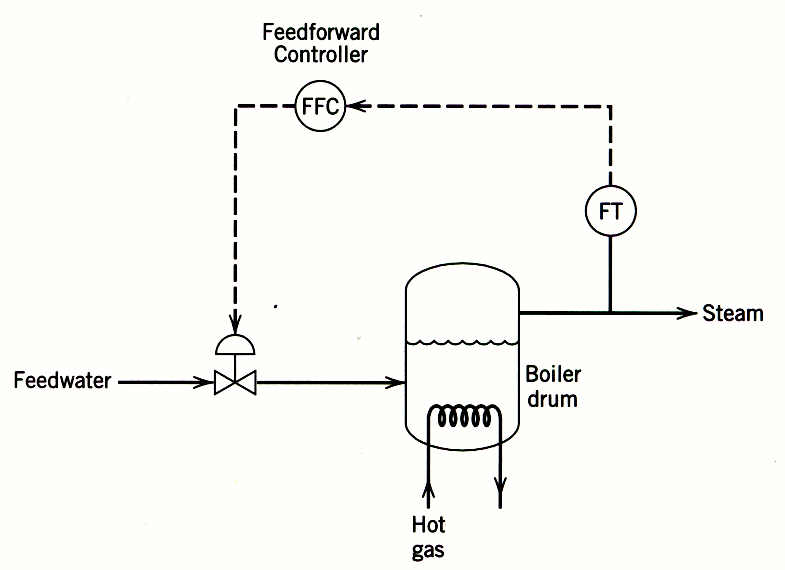 Feedforward
Controller
FFC
FT
Steam
Feedwater
Boiler
drum
Hot
gas